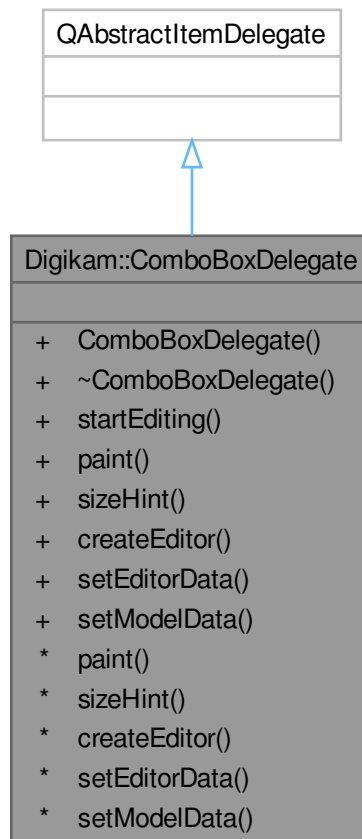 QAbstractItemDelegate
Digikam::ComboBoxDelegate
+ ComboBoxDelegate()
+ ~ComboBoxDelegate()
+ startEditing()
+ paint()
+ sizeHint()
+ createEditor()
+ setEditorData()
+ setModelData()
* paint()
* sizeHint()
* createEditor()
* setEditorData()
* setModelData()